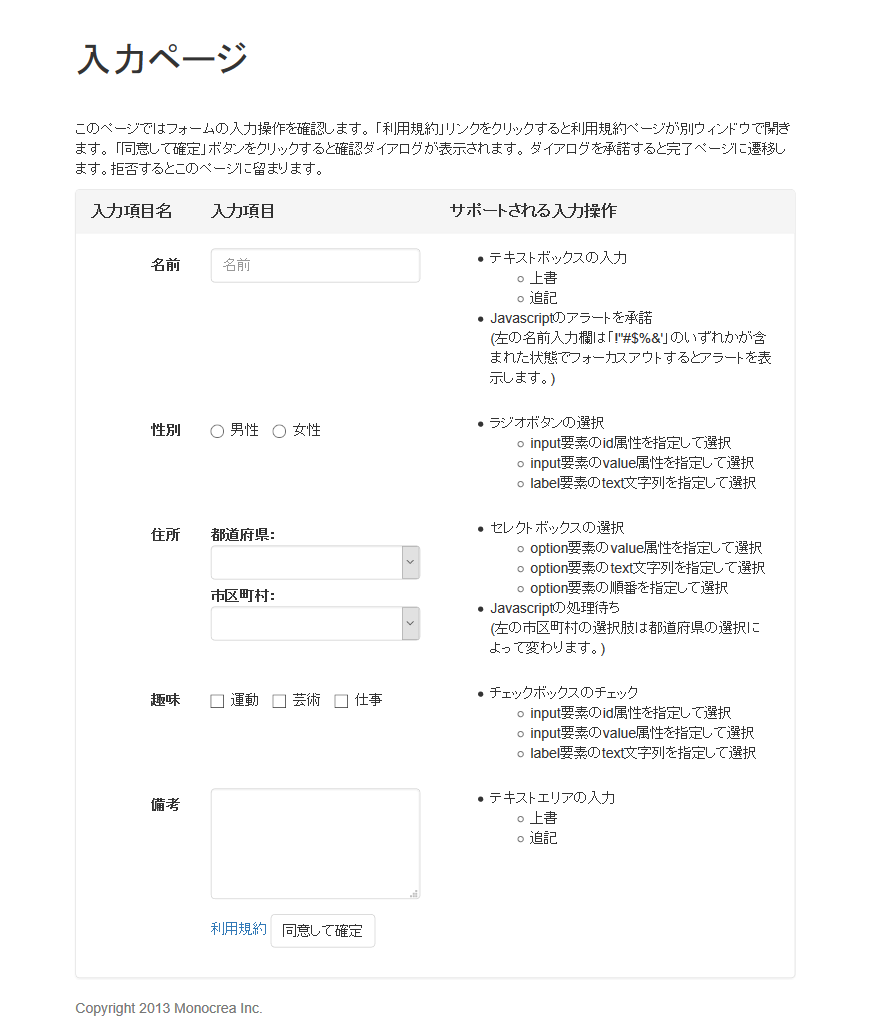 入力ページ
このページではフォームの入力操作を確認します。「利用規約」リンクをクリックすると利用規約ページが別ウィンドウで開き
ます。「同意して確定」ボタンをクリックすると確認ダイアログが表示されます。ダイアログを承諾すると完了ページに遷移し
ます。拒否するとこのページに留まります。
入力項目名 入力項目 サポートされる入力操作
名前 名前
テキストボックスの入力
上書
追記
Javascriptのアラートを承諾
(左の名前入力欄は「!"#$%&'」のいずれかが含
まれた状態でフォーカスアウトするとアラートを表
示します。)
性別 男性 女性
ラジオボタンの選択
input要素のid属性を指定して選択
input要素のvalue属性を指定して選択
label要素のtext文字列を指定して選択
住所 都道府県:
市区町村:
セレクトボックスの選択
option要素のvalue属性を指定して選択
option要素のtext文字列を指定して選択
option要素の順番を指定して選択
Javascriptの処理待ち
(左の市区町村の選択肢は都道府県の選択に
よって変わります。)
趣味 運動 芸術 仕事
チェックボックスのチェック
input要素のid属性を指定して選択
input要素のvalue属性を指定して選択
label要素のtext文字列を指定して選択
備考
テキストエリアの入力
上書
追記
利用規約 同意して確定
Copyright 2013 Monocrea Inc.